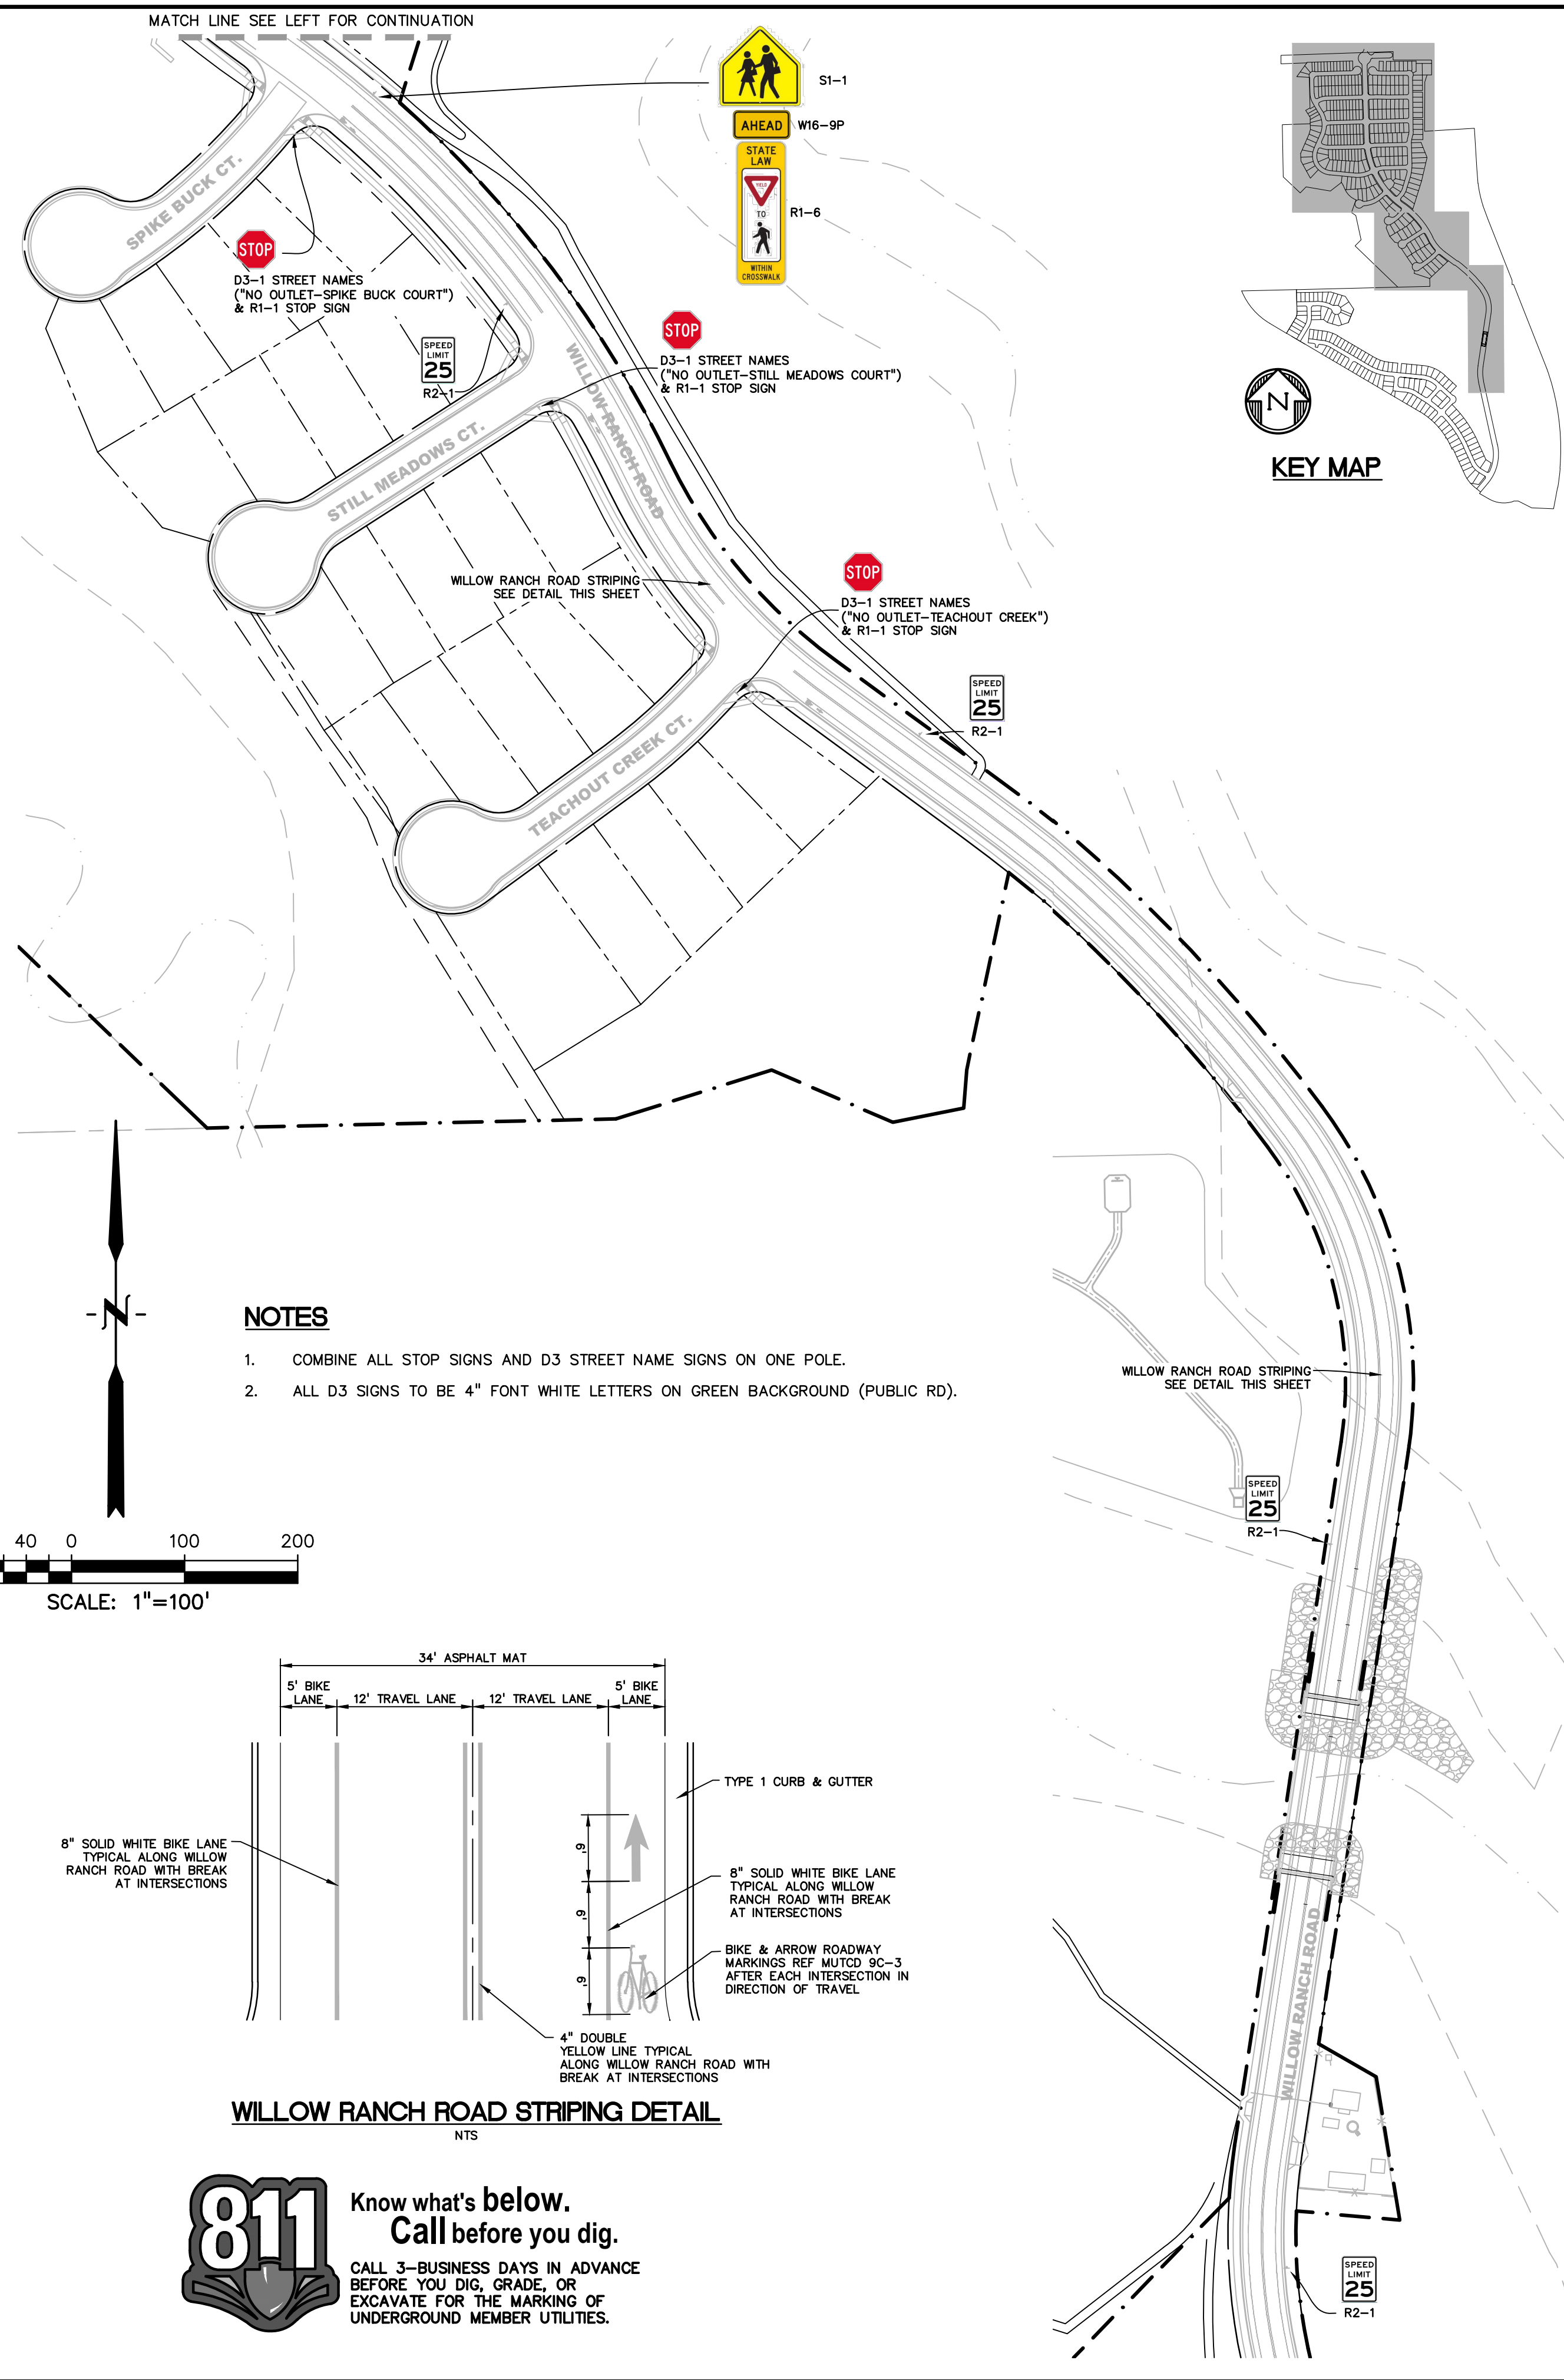 MATCH LINE SEE LEFT FOR CONTINUATION
S1-1
AHEAD
W16-9P
STATE
LAW
YIELD
TO
R1-6
WITHIN
CROSSWALK
SPIKE BUCK CT.
STOP
D3-1 STREET NAMES
("NO OUTLET-SPIKE BUCK COURT")
& R1-1 STOP SIGN
SPEED
LIMIT
25
R2-1
STOP
D3-1 STREET NAMES
("NO OUTLET-STILL MEADOWS COURT")
& R1-1 STOP SIGN
WILLOW RANCH ROAD
STILL MEADOWS CT.
N
KEY MAP
WILLOW RANCH ROAD STRIPING
SEE DETAIL THIS SHEET
STOP
D3-1 STREET NAMES
("NO OUTLET-TEACHOUT CREEK")
& R1-1 STOP SIGN
SPEED
LIMIT
25
R2-1
TEACHOUT CREEK CT.
N
NOTES
1. COMBINE ALL STOP SIGNS AND D3 STREET NAME SIGNS ON ONE POLE.
2. ALL D3 SIGNS TO BE 4" FONT WHITE LETTERS ON GREEN BACKGROUND (PUBLIC RD).
WILLOW RANCH ROAD STRIPING
SEE DETAIL THIS SHEET
SPEED
LIMIT
25
R2-1
40 0 100 200
SCALE: 1"=100'
34' ASPHALT MAT
5' BIKE
LANE
12' TRAVEL LANE
12' TRAVEL LANE
5' BIKE
LANE
TYPE 1 CURB & GUTTER
8" SOLID WHITE BIKE LANE
TYPICAL ALONG WILLOW
RANCH ROAD WITH BREAK
AT INTERSECTIONS
6'
6'
6'
8" SOLID WHITE BIKE LANE
TYPICAL ALONG WILLOW
RANCH ROAD WITH BREAK
AT INTERSECTIONS
BIKE & ARROW ROADWAY
MARKINGS REF MUTCD 9C-3
AFTER EACH INTERSECTION IN
DIRECTION OF TRAVEL
4" DOUBLE
YELLOW LINE TYPICAL
ALONG WILLOW RANCH ROAD WITH
BREAK AT INTERSECTIONS
WILLOW RANCH ROAD STRIPING DETAIL
NTS
WILLOW RANCH ROAD
811
Know what's below.
Call before you dig.
CALL 3-BUSINESS DAYS IN ADVANCE
BEFORE YOU DIG, GRADE, OR
EXCAVATE FOR THE MARKING OF
UNDERGROUND MEMBER UTILITIES.
SPEED
LIMIT
25
R2-1